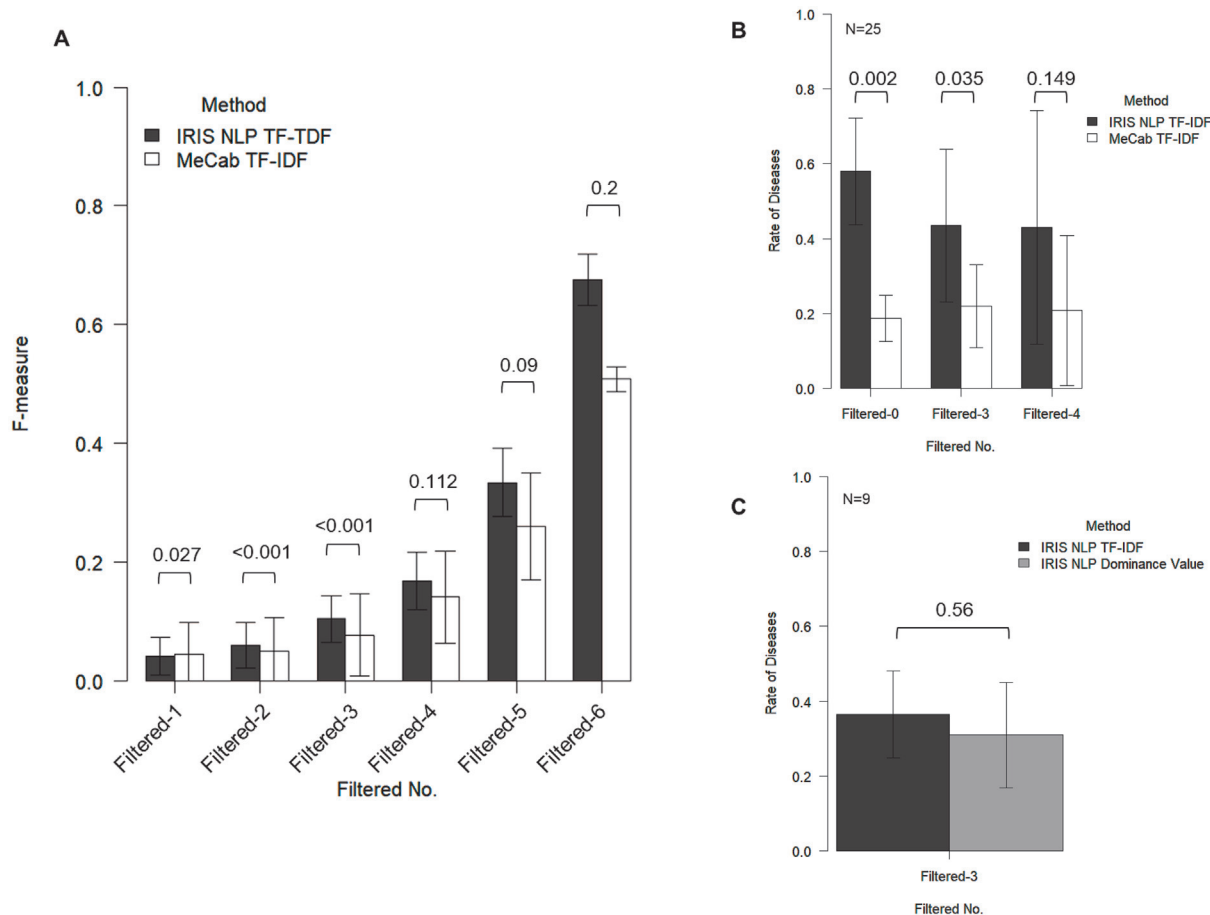 A
1.0
0.8
0.6
0.4
0.2
0.0
F-measure
Method
IRIS NLP TF-TDF
MeCab TF-IDF
0.027
<0.001
<0.001
0.112
0.09
0.2
Filtered-1
Filtered-2
Filtered-3
Filtered-4
Filtered-5
Filtered-6
Filtered No.
B
N=25
1.0
0.8
0.6
0.4
0.2
0.0
Rate of Diseases
0.002
0.035
0.149
Method
IRIS NLP TF-IDF
MeCab TF-IDF
Filtered-0
Filtered-3
Filtered-4
Filtered No.
C
N=9
1.0
0.8
0.6
0.4
0.2
0.0
Rate of Diseases
Method
IRIS NLP TF-IDF
IRIS NLP Dominance Value
0.56
Filtered-3
Filtered No.